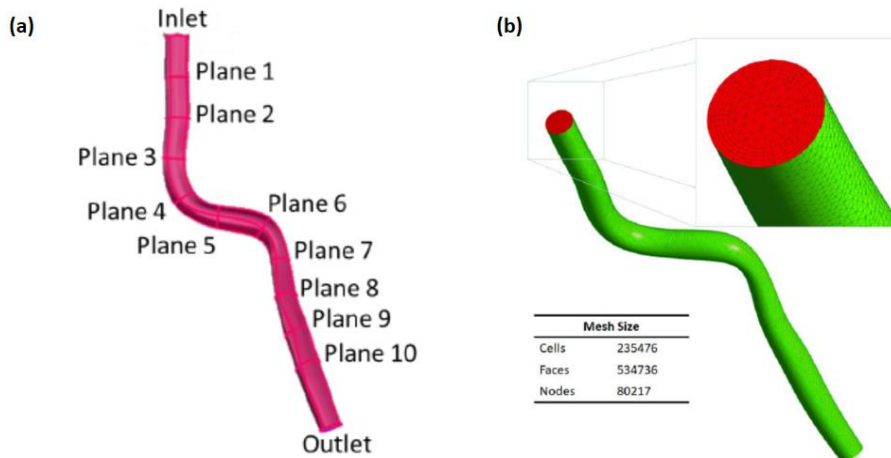 (a)
Inlet
Plane 1
Plane 2
Plane 3
Plane 4
Plane 5
Plane 6
Plane 7
Plane 8
Plane 9
Plane 10
Outlet
(b)
Mesh Size
Cells 235476
Faces 534736
Nodes 80217